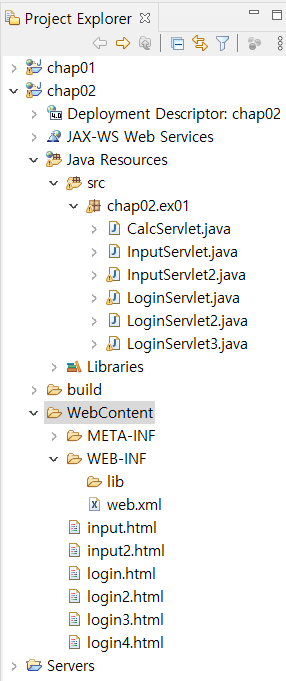 Project Explorer
chap01
chap02
Deployment Descriptor: chap02
JAX-WS Web Services
Java Resources
src
chap02.ex01
CalcServlet.java
InputServlet.java
InputServlet2.java
LoginServlet.java
LoginServlet2.java
LoginServlet3.java
Libraries
build
WebContent
META-INF
WEB-INF
lib
web.xml
input.html
input2.html
login.html
login2.html
login3.html
login4.html
Servers